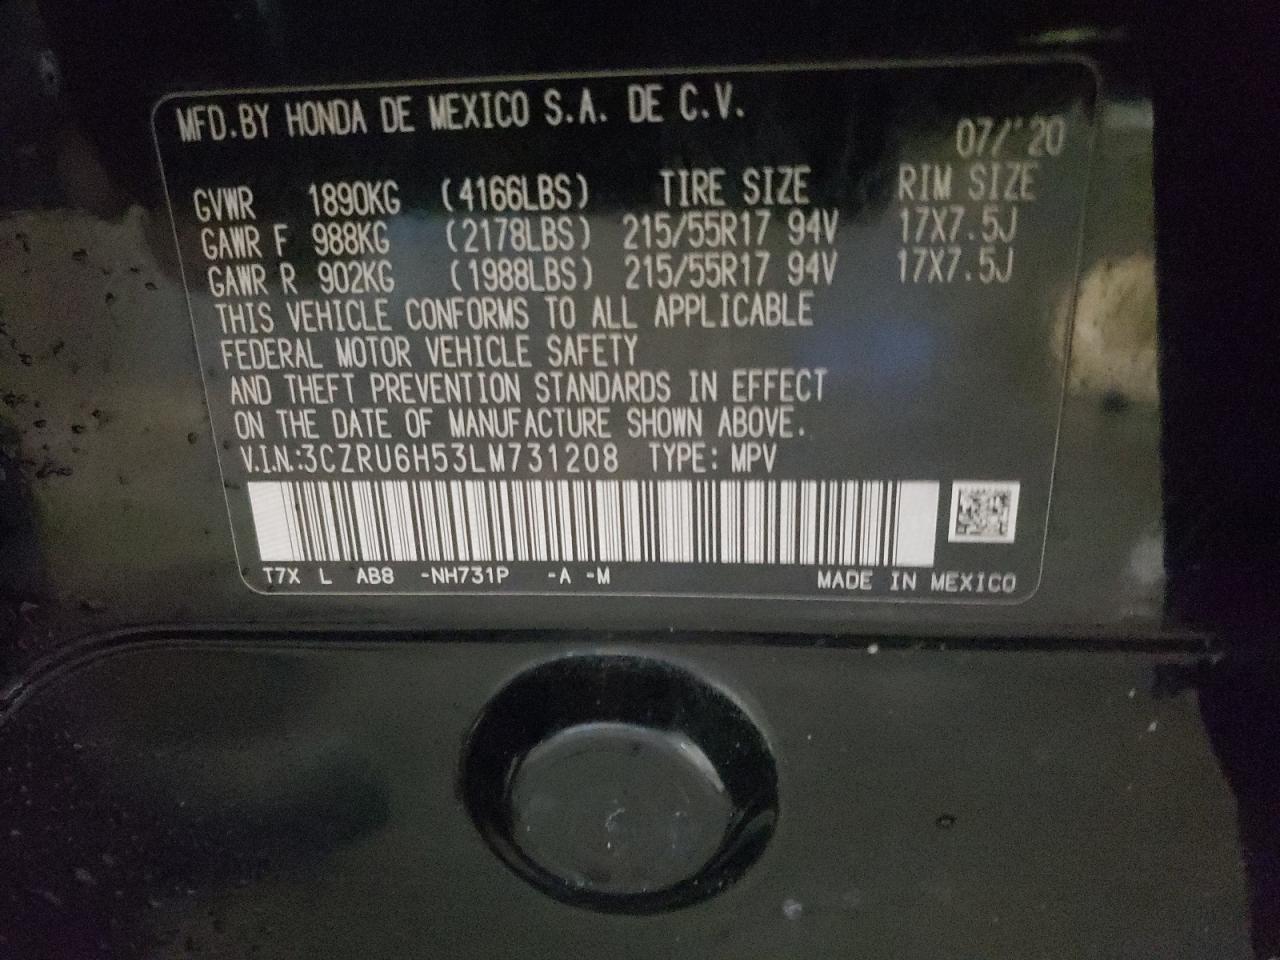 MFD.BY HONDA DE MEXICO S.A. DE C.V.
07/'20
GVWR 1890KG (4166LBS) TIRE SIZE RIM SIZE
GAWR F 988KG (2178LBS) 215/55R17 94V 17X7.5J
GAWR R 902KG (1988LBS) 215/55R17 94V 17X7.5J
THIS VEHICLE CONFORMS TO ALL APPLICABLE
FEDERAL MOTOR VEHICLE SAFETY
AND THEFT PREVENTION STANDARDS IN EFFECT
ON THE DATE OF MANUFACTURE SHOWN ABOVE.
V.I.N.:3CZRU6H53LM731208 TYPE: MPV
T7X L AB8 -NH731P -A -M MADE IN MEXICO